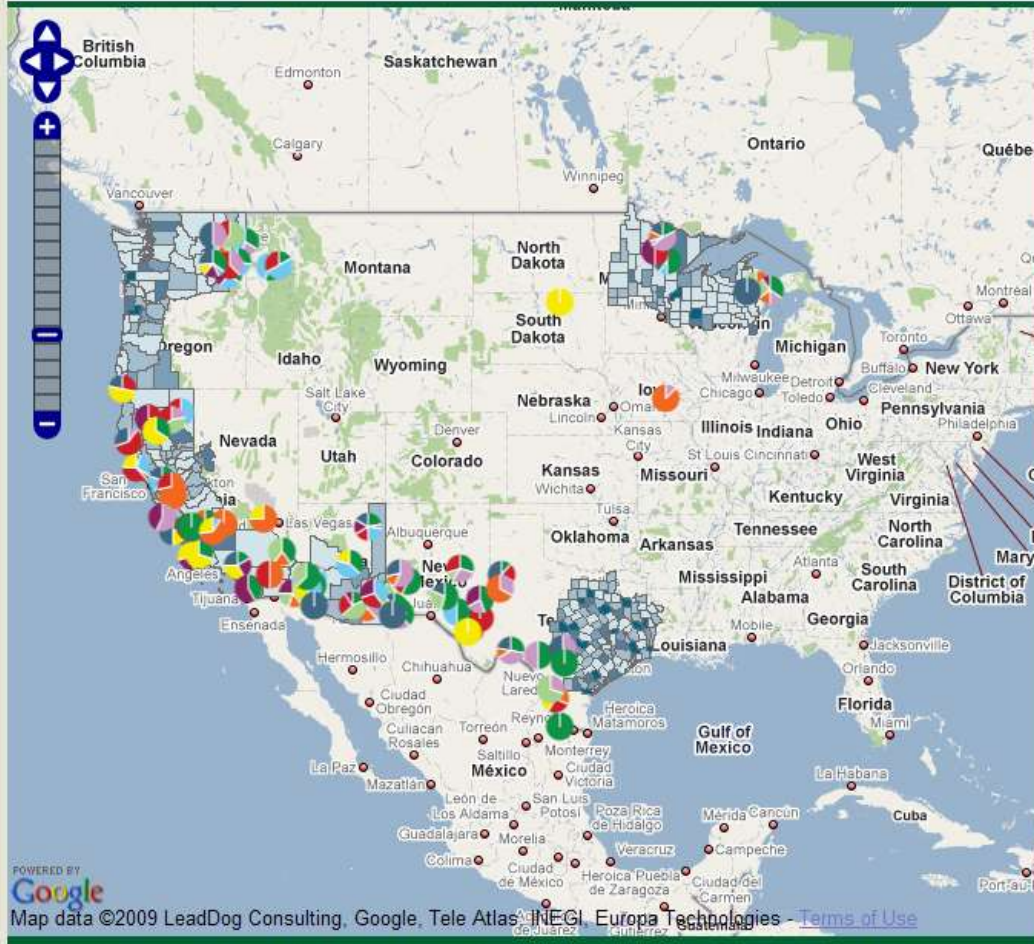 Manitoba
British
Columbia
Saskatchewan
Edmonton
Calgary
Ontario
Winnipeg
Vancouver
North
Dakota
Montana
Montréal
Ottawa
South
Dakota
Toronto
Michigan
Idaho
Wyoming
Buffalo
New York
Milwaukee
Detroit
Chicago
Toledo
Cleveland
Salt Lake
City
Nebraska
Lincoln
Pennsylvania
Philadelphia
Illinois
Indiana
Ohio
Kansas
City
Nevada
Denver
Utah
Colorado
St Louis
Cincinnati
West
Virginia
Kansas
Missouri
San
Francisco
Wichita
Kentucky
Virginia
Las Vegas
Tulsa
Albuquerque
Oklahoma
Tennessee
North
Carolina
Arkansas
Atlanta
Angeles
New
Mexico
Mississippi
South
Carolina
District of
Columbia
Alabama
Tijuana
Ensenada
Georgia
Mobile
Louisiana
Jacksonville
Hermosillo
Chihuahua
Nuevo
Orlando
Ciudad
Obregón
Heroica
Matamoros
Florida
Miami
Culiacan
Rosales
Torreón
Gulf of
Mexico
Saltillo
Monterrey
La Paz
México
Ciudad
Victoria
La Habana
Mazatlán
León de
Los Aldama
San Luis
Potosí
Poza Rica
de Hidalgo
Mérida
Cancún
Cuba
Guadalajara
Morelia
Veracruz
Campeche
Colima
Ciudad
de México
Heroica Puebla
de Zaragoza
Ciudad del
Carmen
POWERED BY
Google
Map data ©2009 LeadDog Consulting, Google, Tele Atlas, INEGI, Europa Technologies - Terms of Use
de Juárez
Gutiérrez
Guatemala